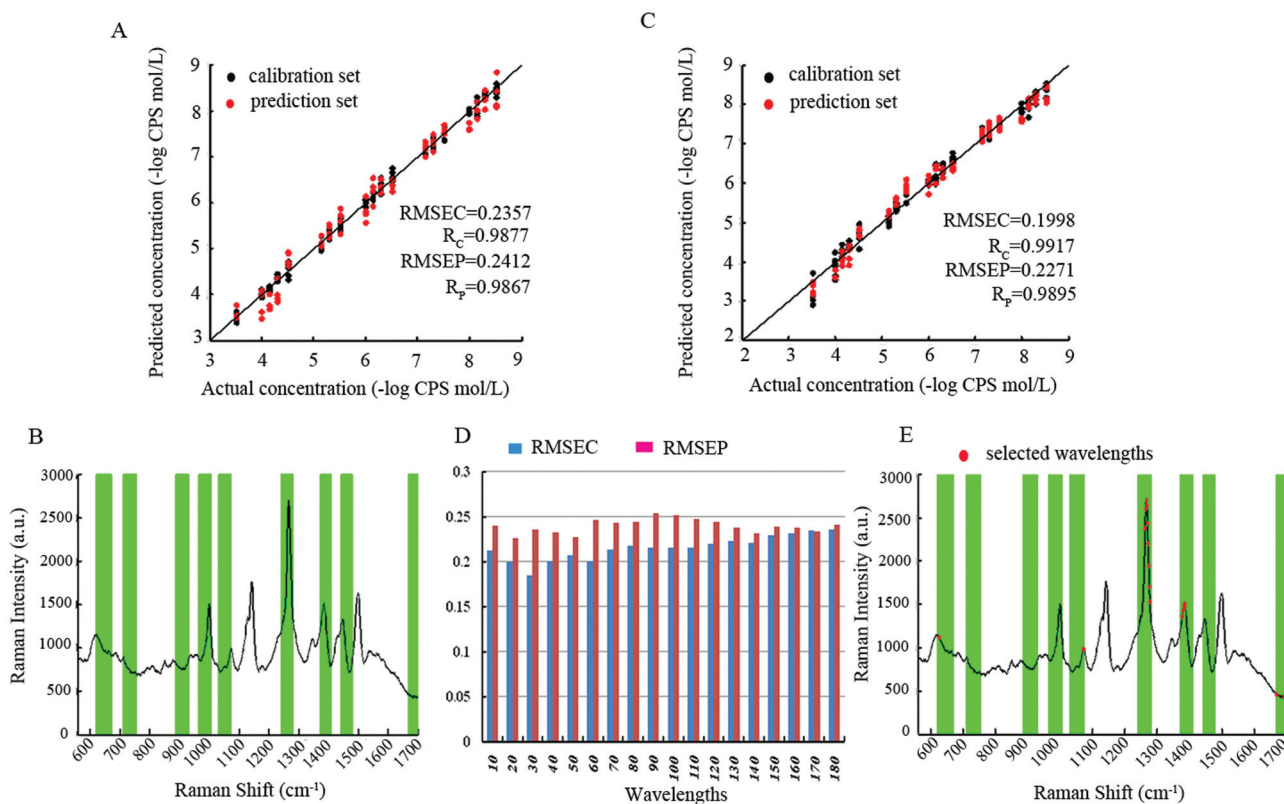 A
Predicted concentration (-log CPS mol/L)
9
8
7
6
5
4
3
calibration set
prediction set
RMSEC=0.2357
R_C=0.9877
RMSEP=0.2412
R_P=0.9867
3 4 5 6 7 8 9
Actual concentration (-log CPS mol/L)
C
Predicted concentration (-log CPS mol/L)
9
8
7
6
5
4
3
2
calibration set
prediction set
RMSEC=0.1998
R_C=0.9917
RMSEP=0.2271
R_P=0.9895
2 3 4 5 6 7 8 9
Actual concentration (-log CPS mol/L)
B
Raman Intensity (a.u.)
3000
2500
2000
1500
1000
500
0
600 700 800 900 1000 1100 1200 1300 1400 1500 1600 1700
Raman Shift (cm⁻¹)
D
RMSEC RMSEP
0.3
0.25
0.2
0.15
0.1
0.05
0
10 20 30 40 50 60 70 80 90 100 110 120 130 140 150 160 170 180
Wavelengths
E
selected wavelengths
Raman Intensity (a.u.)
3000
2500
2000
1500
1000
500
0
600 700 800 900 1000 1100 1200 1300 1400 1500 1600 1700
Raman Shift (cm⁻¹)